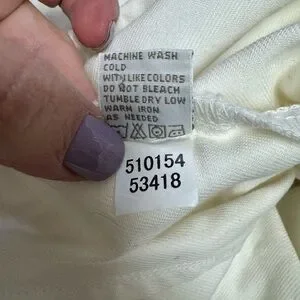 MACHINE WASH
COLD
WITH LIKE COLORS
DO NOT BLEACH
TUMBLE DRY LOW
WARM IRON
AS NEEDED
510154
53418